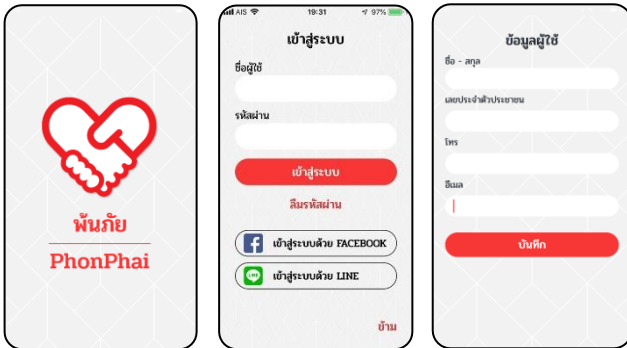 พ้นภัย
PhonPhai
AIS 19:31 97%
เข้าสู่ระบบ
ชื่อผู้ใช้
รหัสผ่าน
เข้าสู่ระบบ
ลืมรหัสผ่าน
เข้าสู่ระบบด้วย FACEBOOK
LINE เข้าสู่ระบบด้วย LINE
ข้าม
ข้อมูลผู้ใช้
ชื่อ - สกุล
เลขประจำตัวประชาชน
โทร
อีเมล
บันทึก